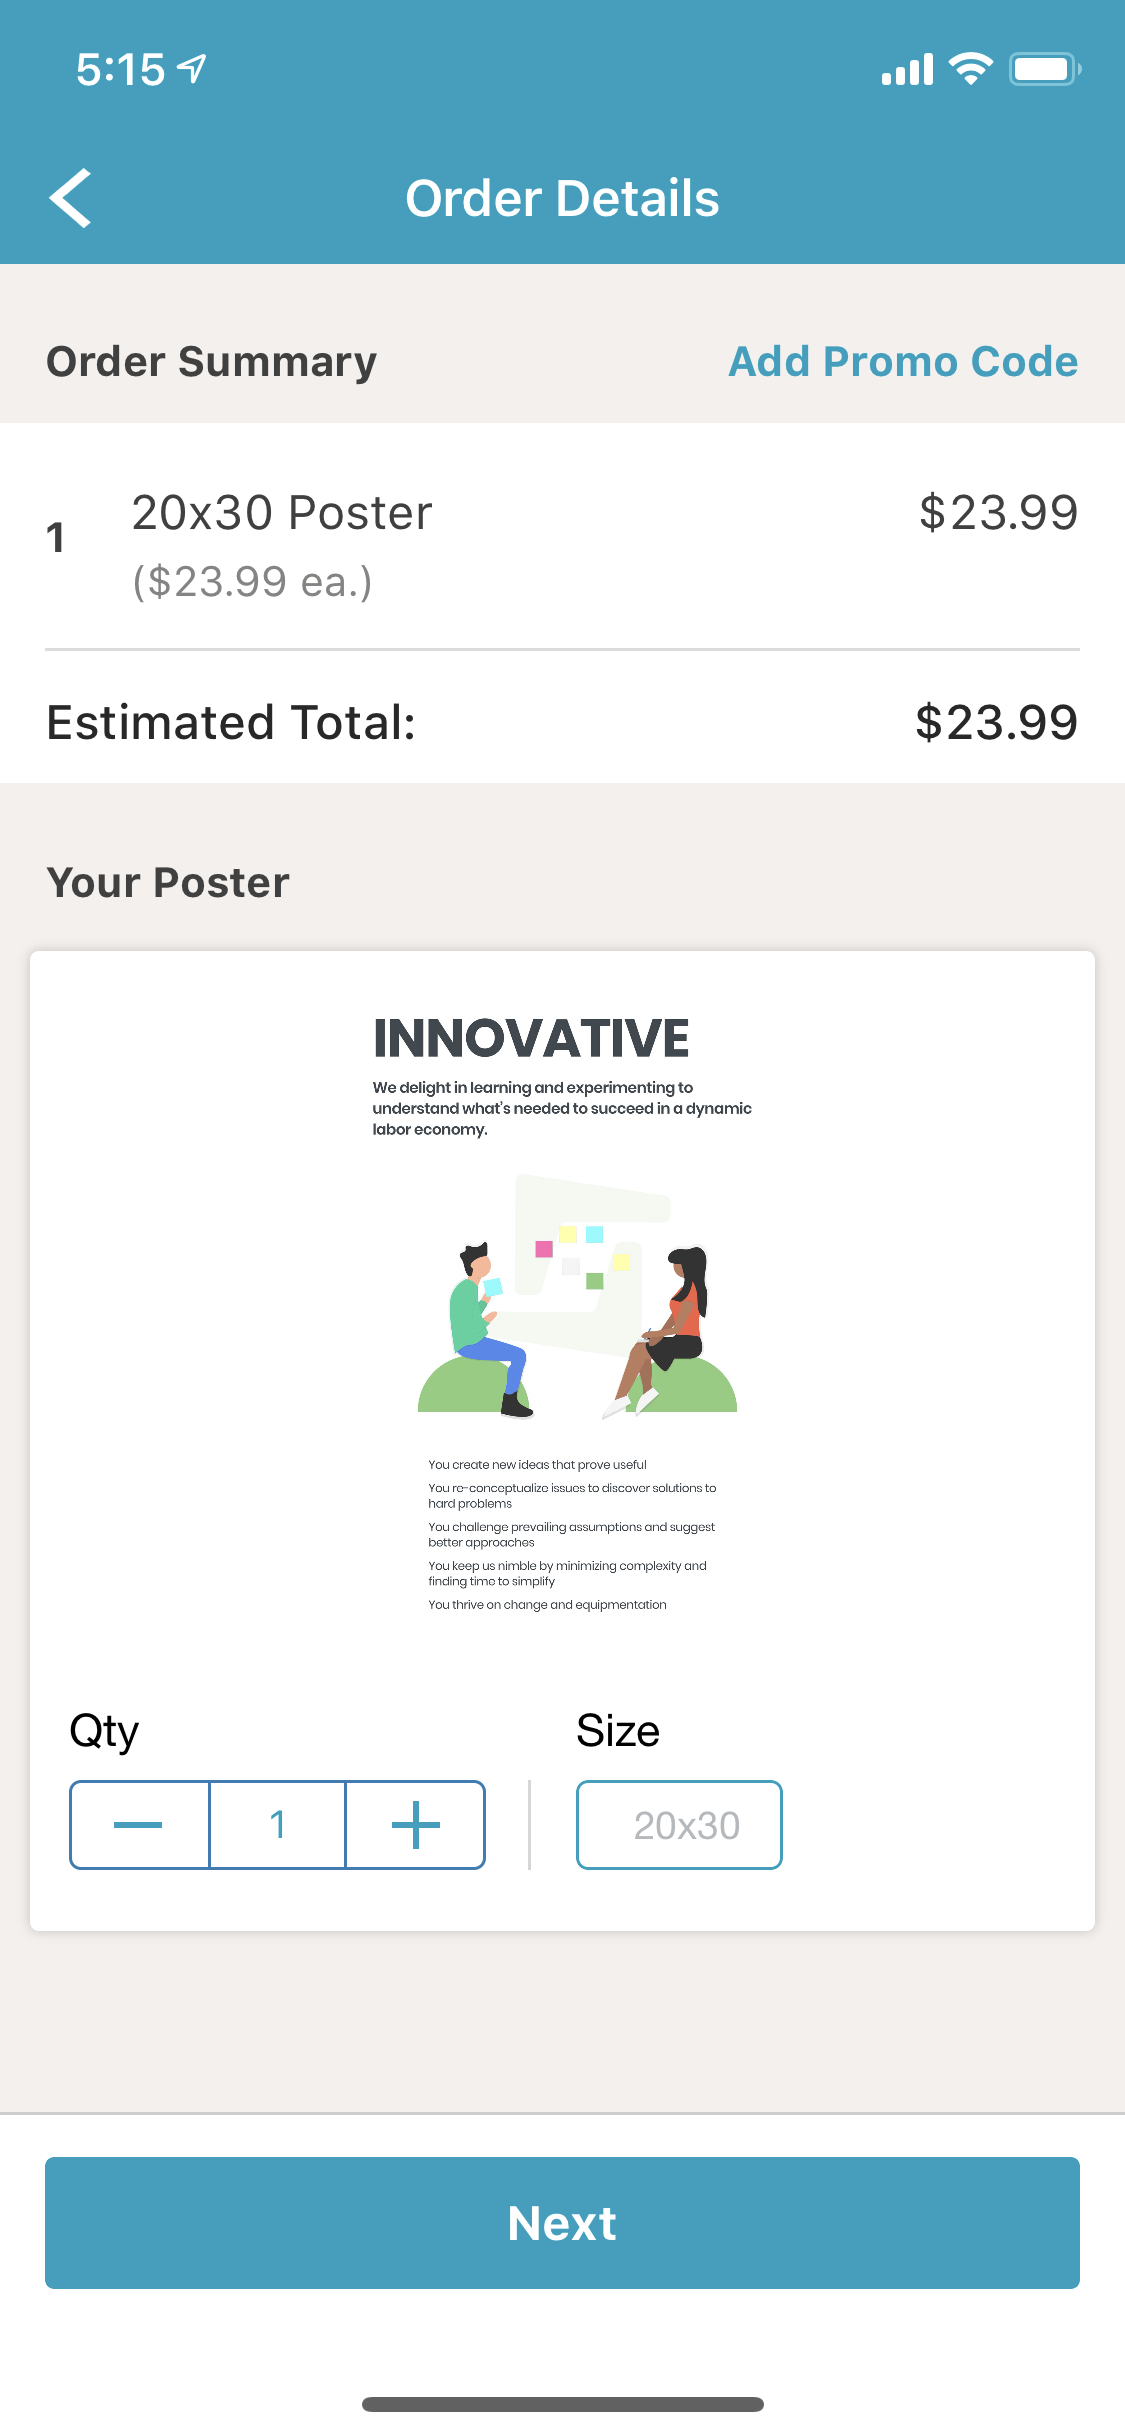 5:15
Order Details
Order Summary
Add Promo Code
1
20x30 Poster
$23.99
($23.99 ea.)
Estimated Total:
$23.99
Your Poster
INNOVATIVE
We delight in learning and experimenting to
understand what's needed to succeed in a dynamic
labor economy.
You create new ideas that prove useful
You re-conceptualize issues to discover solutions to
hard problems
You challenge prevailing assumptions and suggest
better approaches
You keep us nimble by minimizing complexity and
finding time to simplify
You thrive on change and equipmentation
Qty
Size
1
20x30
Next